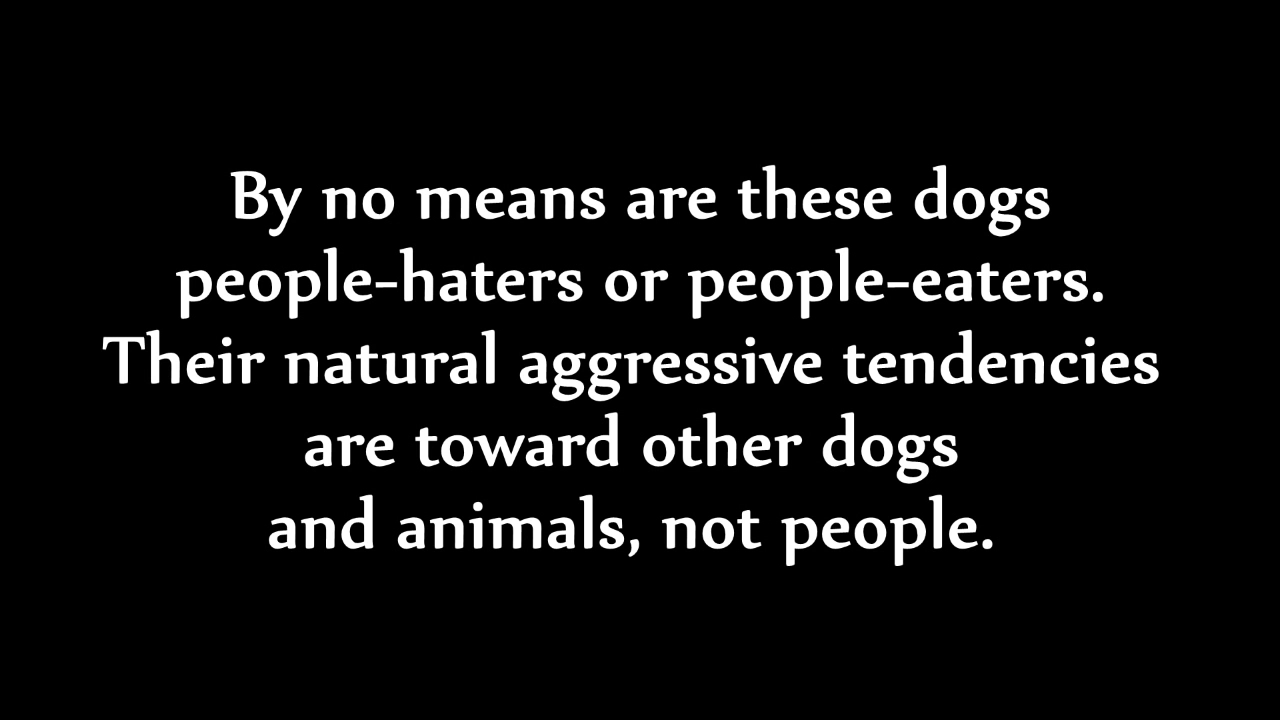 By no means are these dogs
people-haters or people-eaters.
Their natural aggressive tendencies
are toward other dogs
and animals, not people.